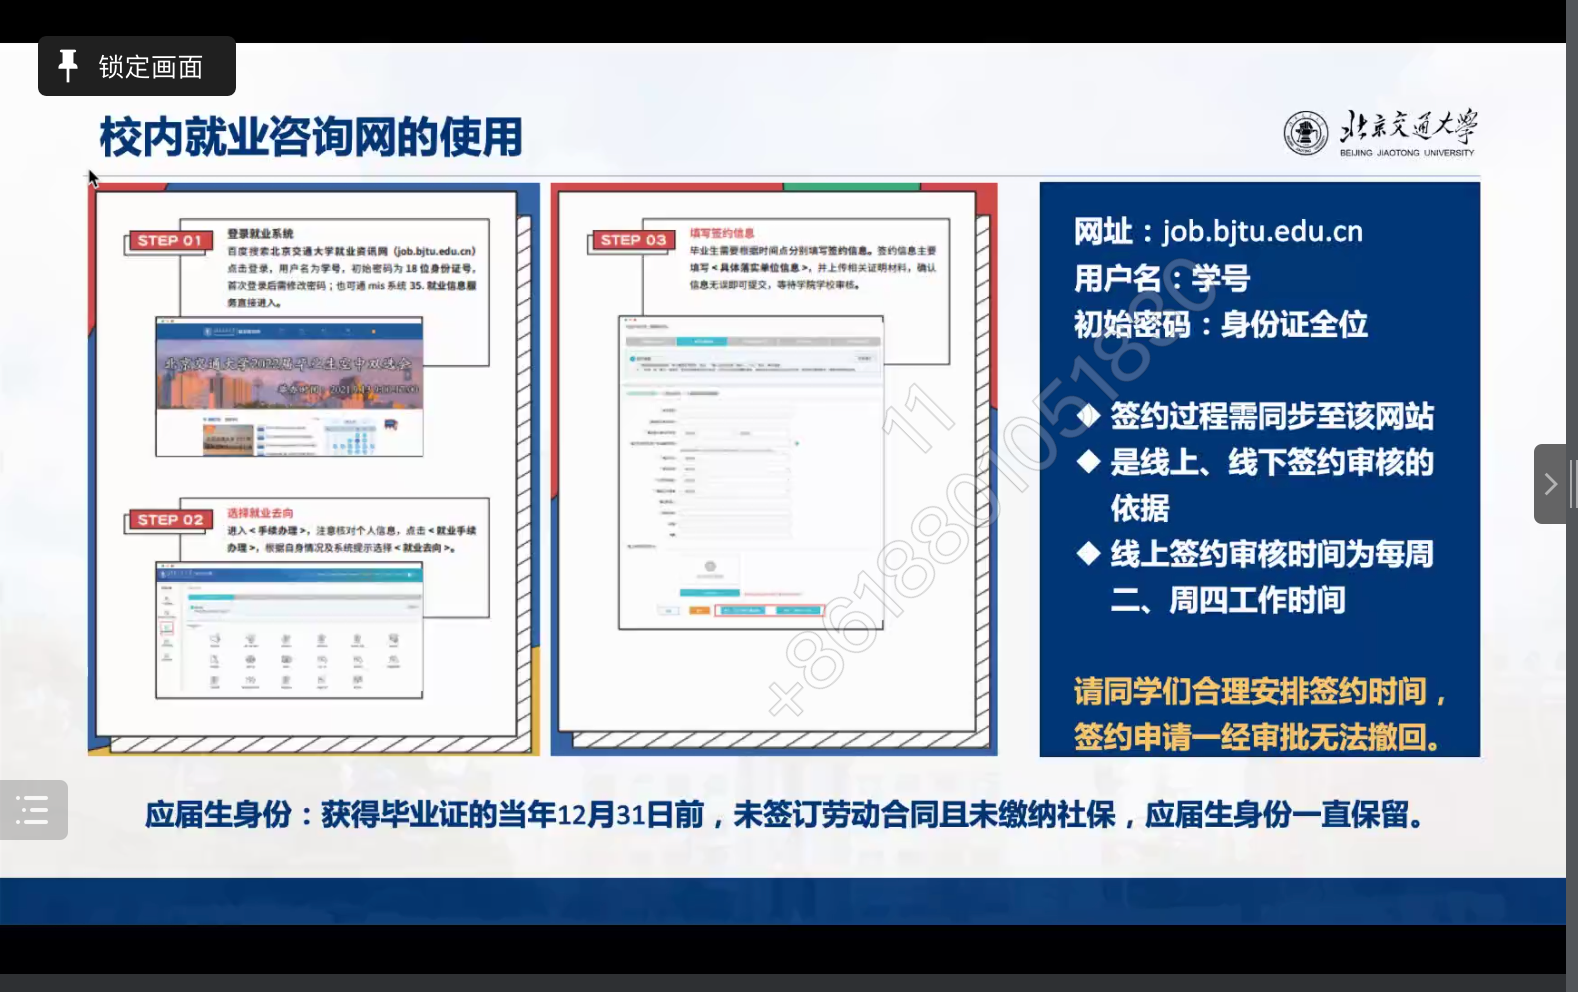 锁定画面
校内就业咨询网的使用
北京交通大学
BEIJING JIAOTONG UNIVERSITY
STEP 01
登录就业系统
百度搜索北京交通大学就业资讯网（job.bjtu.edu.cn）
点击登录，用户名为学号，初始密码为 18 位身份证号，
首次登录后需修改密码；也可通 mis 系统 35. 就业信息服
务直接进入。
北京交通大学2022届毕业生空中双选会
STEP 02
选择就业去向
进入 < 手续办理 >，注意核对个人信息，点击 < 就业手续
办理 >，根据自身情况及系统提示选择 < 就业去向 >。
STEP 03
填写签约信息
毕业生需要根据时间点分别填写签约信息。签约信息主要
填写 < 具体落实单位信息 >，并上传相关证明材料，确认
信息无误即可提交，等待学院学校审核。
网址：job.bjtu.edu.cn
用户名：学号
初始密码：身份证全位
◆ 签约过程需同步至该网站
◆ 是线上、线下签约审核的
依据
◆ 线上签约审核时间为每周
二、周四工作时间
请同学们合理安排签约时间，
签约申请一经审批无法撤回。
应届生身份：获得毕业证的当年12月31日前，未签订劳动合同且未缴纳社保，应届生身份一直保留。
11
+8618801051830